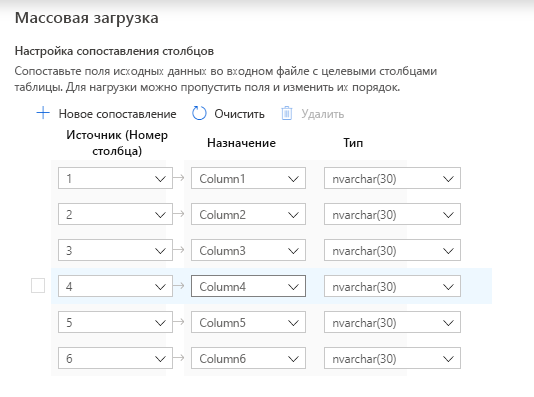 Массовая загрузка
Настройка сопоставления столбцов
Сопоставьте поля исходных данных во входном файле с целевыми столбцами
таблицы. Для нагрузки можно пропустить поля и изменить их порядок.
Новое сопоставление Очистить Удалить
Источник (Номер столбца) Назначение Тип
1 Column1 nvarchar(30)
2 Column2 nvarchar(30)
3 Column3 nvarchar(30)
4 Column4 nvarchar(30)
5 Column5 nvarchar(30)
6 Column6 nvarchar(30)